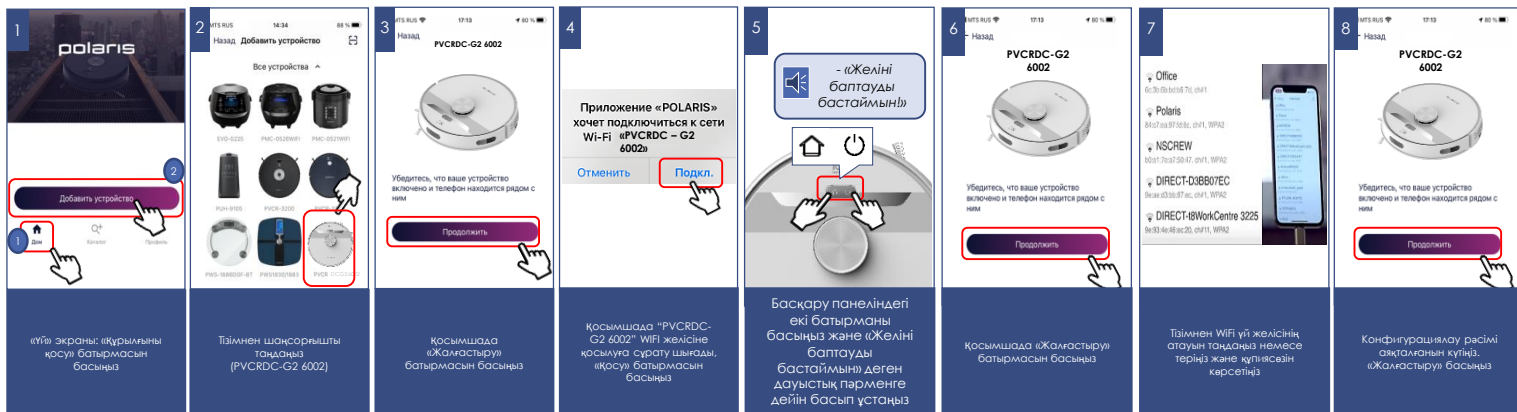 1
polaris
2
Добавить устройство
1
Дом
Каталог
Профиль
«Үй» экраны: «Құрылғыны
қосу» батырмасын
басыңыз
2
MTS RUS 14:34 88 %
Назад Добавить устройство
Все устройства
EVO-0225 PMC-0526WIFI PMC-0521WIFI
PUH-9105 PVCR-3200
PWS-1886DGF-BT PWS1830/1883 PVCR
Тізімнен шаңсорғышты
таңдаңыз
(PVCRDC-G2 6002)
3
MTS RUS 17:13 80 %
Назад
PVCRDC-G2 6002
Убедитесь, что ваше устройство
включено и телефон находится рядом с
ним
Продолжить
Қосымшада
«Жалғастыру»
батырмасын басыңыз
4
Приложение «POLARIS»
хочет подключиться к сети
Wi-Fi «PVCRDC – G2
6002»
Отменить Подкл.
Қосымшада “PVCRDC-
G2 6002” WIFI желісіне
қосылуға сұрату шығады,
«Қосу» батырмасын
басыңыз
5
- «Желіні
баптауды
бастаймын!»
Басқару панеліндегі
екі батырманы
басыңыз және «Желіні
баптауды
бастаймын» деген
дауыстық пәрменге
дейін басып ұстаңыз
6
MTS RUS 17:13 80 %
Назад
PVCRDC-G2
6002
Убедитесь, что ваше устройство
включено и телефон находится рядом с
ним
Продолжить
Қосымшада «Жалғастыру»
батырмасын басыңыз
7
Office
Polaris
NSCREW
DIRECT-D3BB07EC
DIRECT-t8WorkCentre 3225
Тізімнен WiFi үй желісінің
атауын таңдаңыз немесе
теріңіз және құпиясөзін
көрсетіңіз
8
MTS RUS 17:13 80 %
Назад
PVCRDC-G2
6002
Убедитесь, что ваше устройство
включено и телефон находится рядом с
ним
Продолжить
Конфигурациялау рәсімі
аяқталғанын күтіңіз.
«Жалғастыру» басыңыз